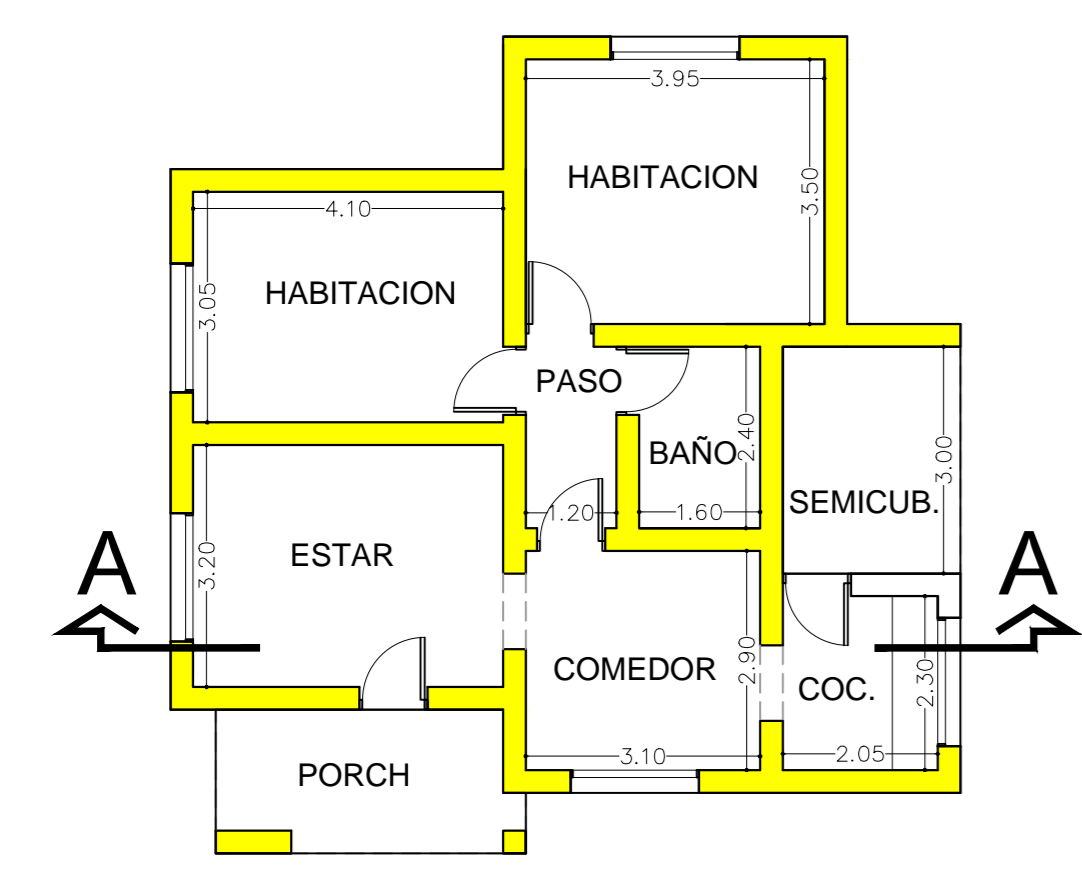 3.95
HABITACION
3.50
4.10
HABITACION
3.05
PASO
BAÑO
2.40
1.60
1.20
SEMICUB.
3.00
A
ESTAR
3.20
A
COMEDOR
2.90
3.10
COC.
2.30
2.05
PORCH